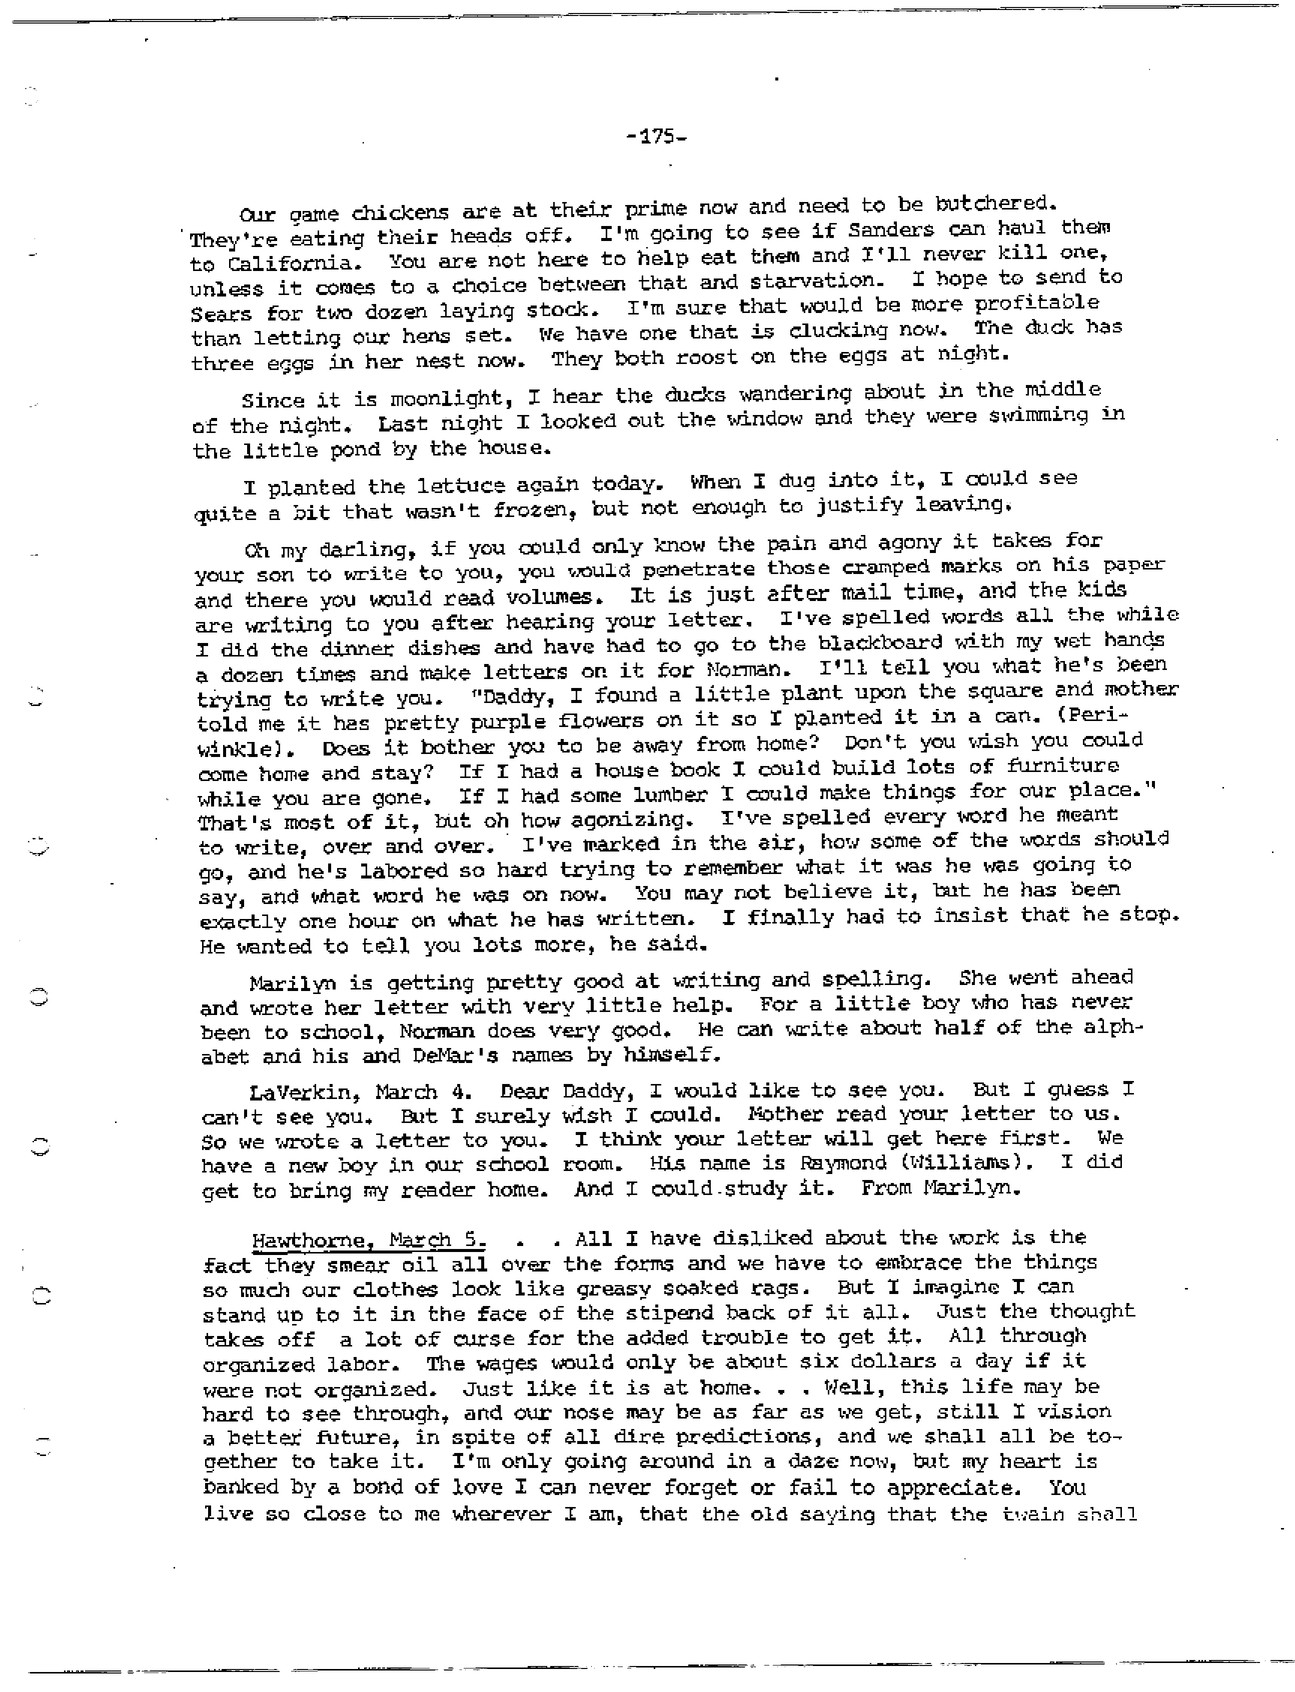 -175-
Our game chickens are at their prime now and need to be butchered.
They're eating their heads off. I'm going to see if Sanders can haul them
to California. You are not here to help eat them and I'll never kill one,
unless it comes to a choice between that and starvation. I hope to send to
Sears for two dozen laying stock. I'm sure that would be more profitable
than letting our hens set. We have one that is clucking now. The duck has
three eggs in her nest now. They both roost on the eggs at night.
Since it is moonlight, I hear the ducks wandering about in the middle
of the night. Last night I looked out the window and they were swimming in
the little pond by the house.
I planted the lettuce again today. When I dug into it, I could see
quite a bit that wasn't frozen, but not enough to justify leaving.
Oh my darling, if you could only know the pain and agony it takes for
your son to write to you, you would penetrate those cramped marks on his paper
and there you would read volumes. It is just after mail time, and the kids
are writing to you after hearing your letter. I've spelled words all the while
I did the dinner dishes and have had to go to the blackboard with my wet hands
a dozen times and make letters on it for Norman. I'll tell you what he's been
trying to write you. "Daddy, I found a little plant upon the square and mother
told me it has pretty purple flowers on it so I planted it in a can. (Peri-
winkle). Does it bother you to be away from home? Don't you wish you could
come home and stay? If I had a house book I could build lots of furniture
while you are gone. If I had some lumber I could make things for our place."
That's most of it, but oh how agonizing. I've spelled every word he meant
to write, over and over. I've marked in the air, how some of the words should
go, and he's labored so hard trying to remember what it was he was going to
say, and what word he was on now. You may not believe it, but he has been
exactly one hour on what he has written. I finally had to insist that he stop.
He wanted to tell you lots more, he said.
Marilyn is getting pretty good at writing and spelling. She went ahead
and wrote her letter with very little help. For a little boy who has never
been to school, Norman does very good. He can write about half of the alph-
abet and his and DeMar's names by himself.
LaVerkin, March 4. Dear Daddy, I would like to see you. But I guess I
can't see you. But I surely wish I could. Mother read your letter to us.
So we wrote a letter to you. I think your letter will get here first. We
have a new boy in our school room. His name is Raymond (Williams). I did
get to bring my reader home. And I could study it. From Marilyn.
Hawthorne, March 5. . . All I have disliked about the work is the
fact they smear oil all over the forms and we have to embrace the things
so much our clothes look like greasy soaked rags. But I imagine I can
stand up to it in the face of the stipend back of it all. Just the thought
takes off a lot of curse for the added trouble to get it. All through
organized labor. The wages would only be about six dollars a day if it
were not organized. Just like it is at home. . . Well, this life may be
hard to see through, and our nose may be as far as we get, still I vision
a better future, in spite of all dire predictions, and we shall all be to-
gether to take it. I'm only going around in a daze now, but my heart is
banked by a bond of love I can never forget or fail to appreciate. You
live so close to me wherever I am, that the old saying that the twain shall